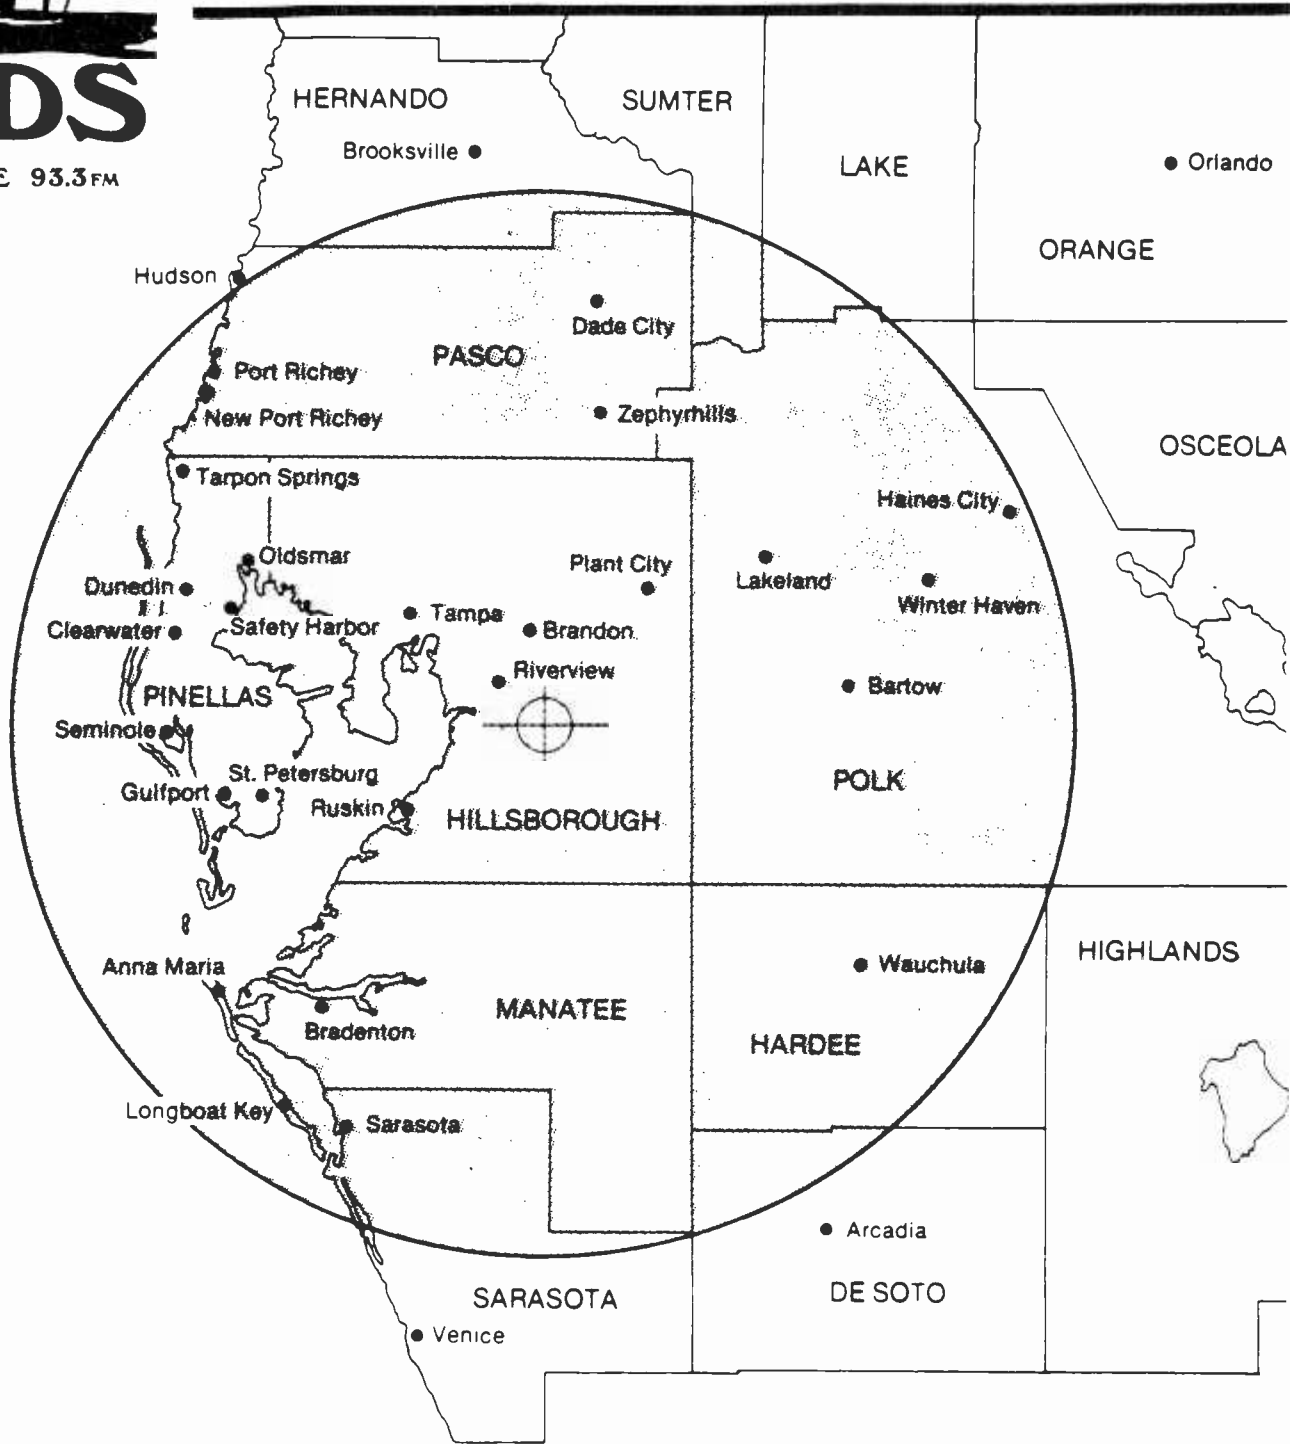 DS
93.3 FM
HERNANDO
SUMTER
Brooksville
LAKE
Orlando
ORANGE
Hudson
Dade City
PASCO
Port Richey
New Port Richey
Zephyrhills
OSCEOLA
Tarpon Springs
Haines City
Oldsmar
Plant City
Lakeland
Dunedin
Winter Haven
Safety Harbor
Tampa
Clearwater
Brandon
Riverview
Bartow
PINELLAS
Seminole
St. Petersburg
Gulfport
Ruskin
POLK
HILLSBOROUGH
HIGHLANDS
Anna Maria
Wauchula
MANATEE
Bradenton
HARDEE
Longboat Key
Sarasota
Arcadia
SARASOTA
DE SOTO
Venice